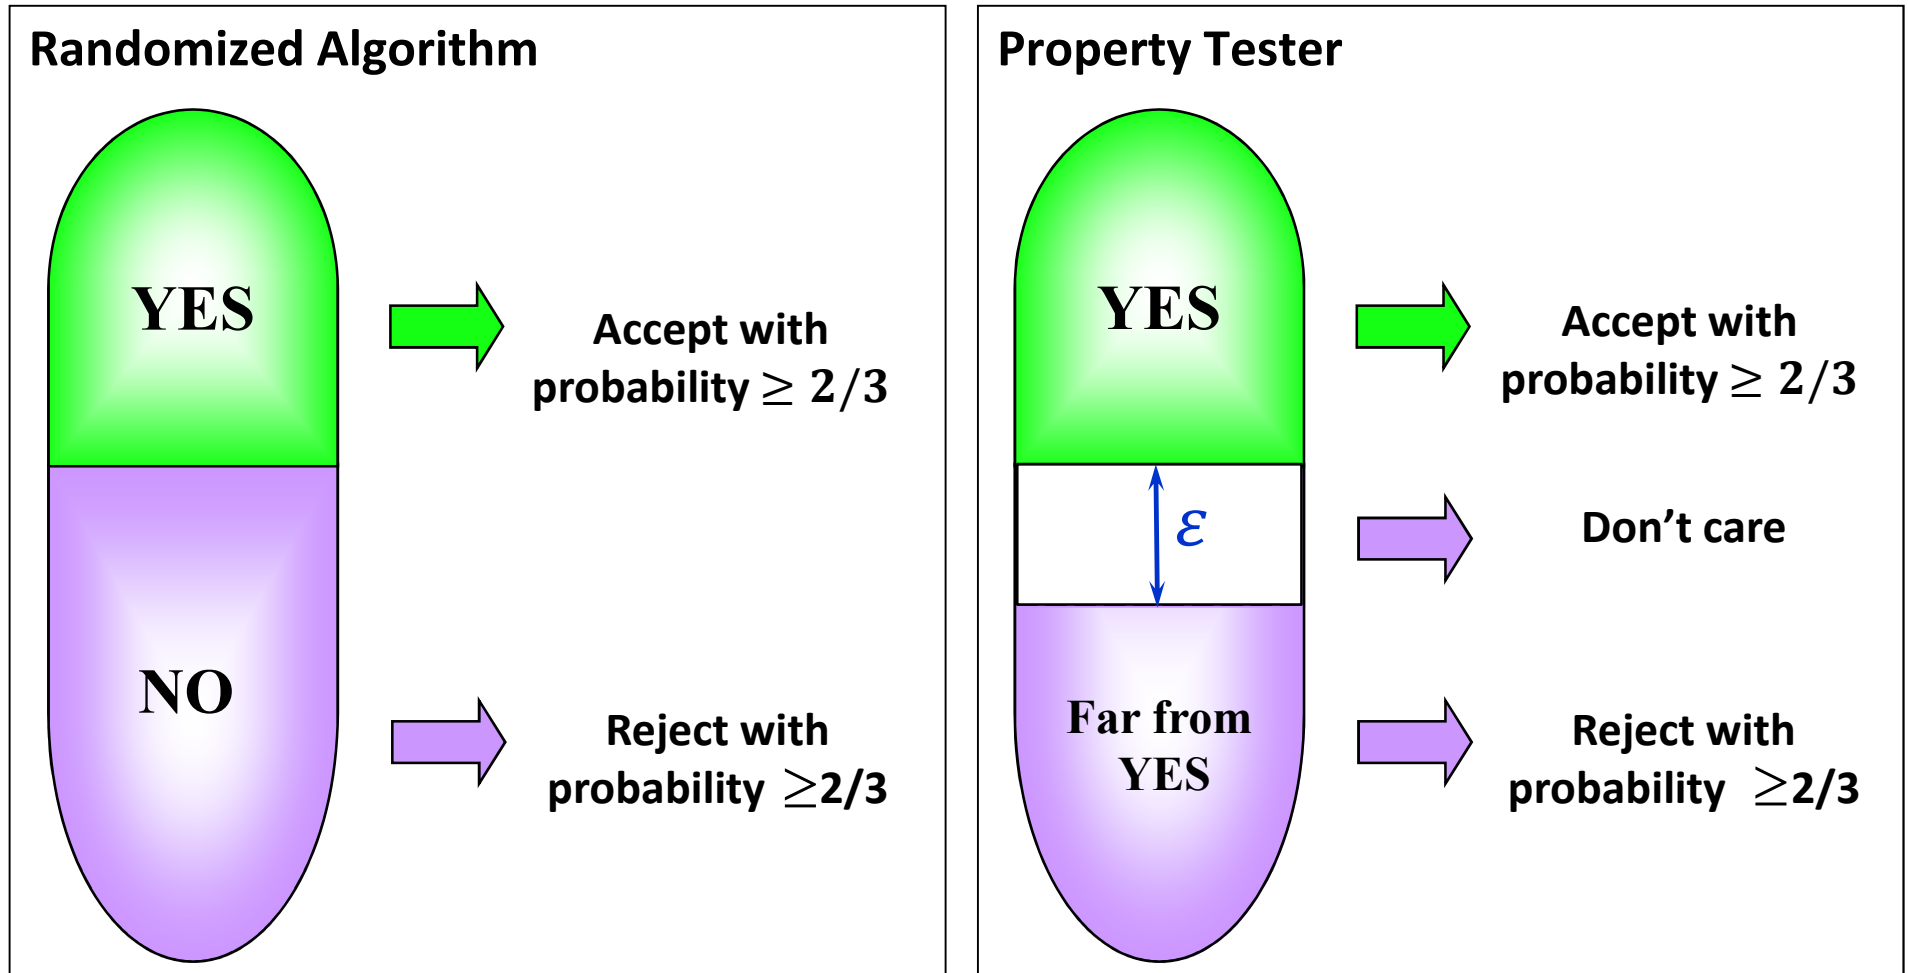 Randomized Algorithm
YES
Accept with
probability ≥ 2/3
NO
Reject with
probability ≥2/3
Property Tester
YES
Accept with
probability ≥ 2/3
ε
Don’t care
Far from
YES
Reject with
probability ≥2/3